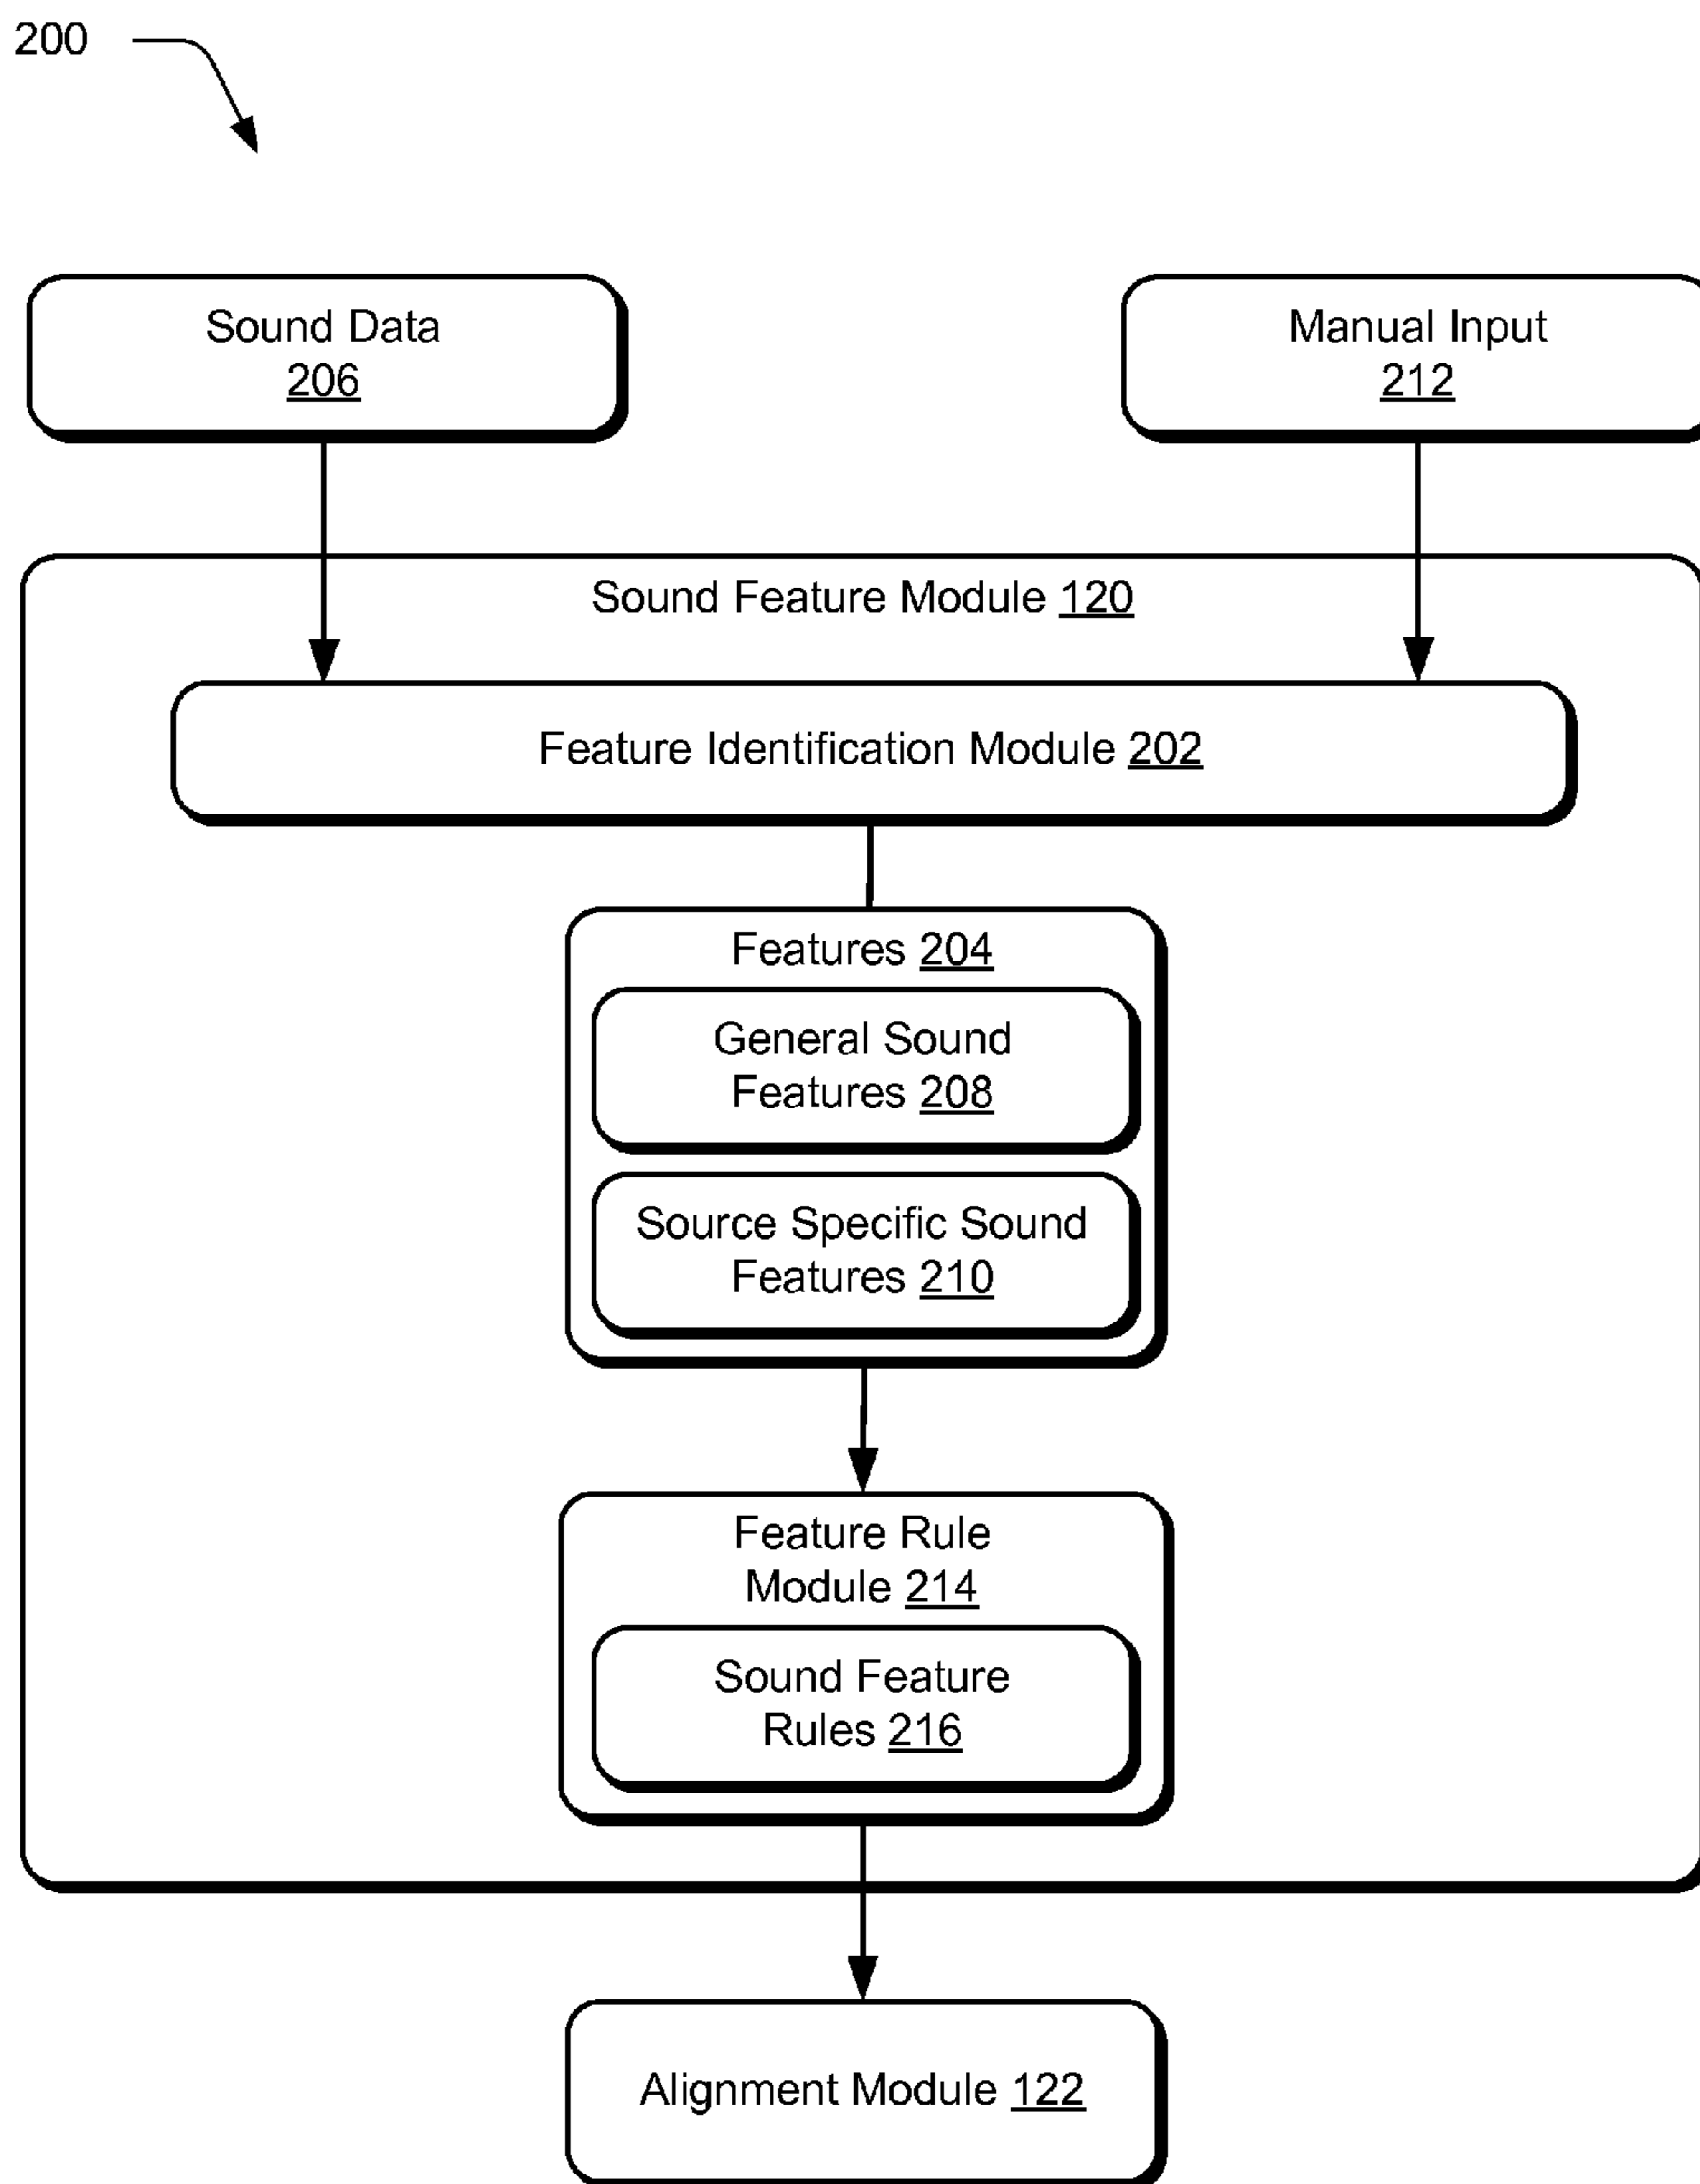 200
Sound Data
206
Manual Input
212
Sound Feature Module 120
Feature Identification Module 202
Features 204
General Sound
Features 208
Source Specific Sound
Features 210
Feature Rule
Module 214
Sound Feature
Rules 216
Alignment Module 122